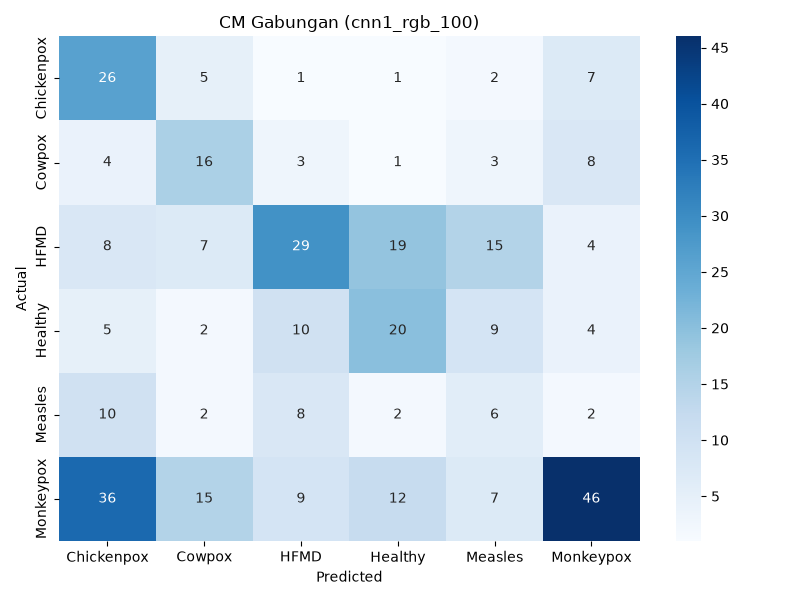 CM Gabungan (cnn1_rgb_100)
Actual
Chickenpox 26 5 1 1 2 7
Cowpox 4 16 3 1 3 8
HFMD 8 7 29 19 15 4
Healthy 5 2 10 20 9 4
Measles 10 2 8 2 6 2
Monkeypox 36 15 9 12 7 46
Chickenpox Cowpox HFMD Healthy Measles Monkeypox
Predicted
45
40
35
30
25
20
15
10
5